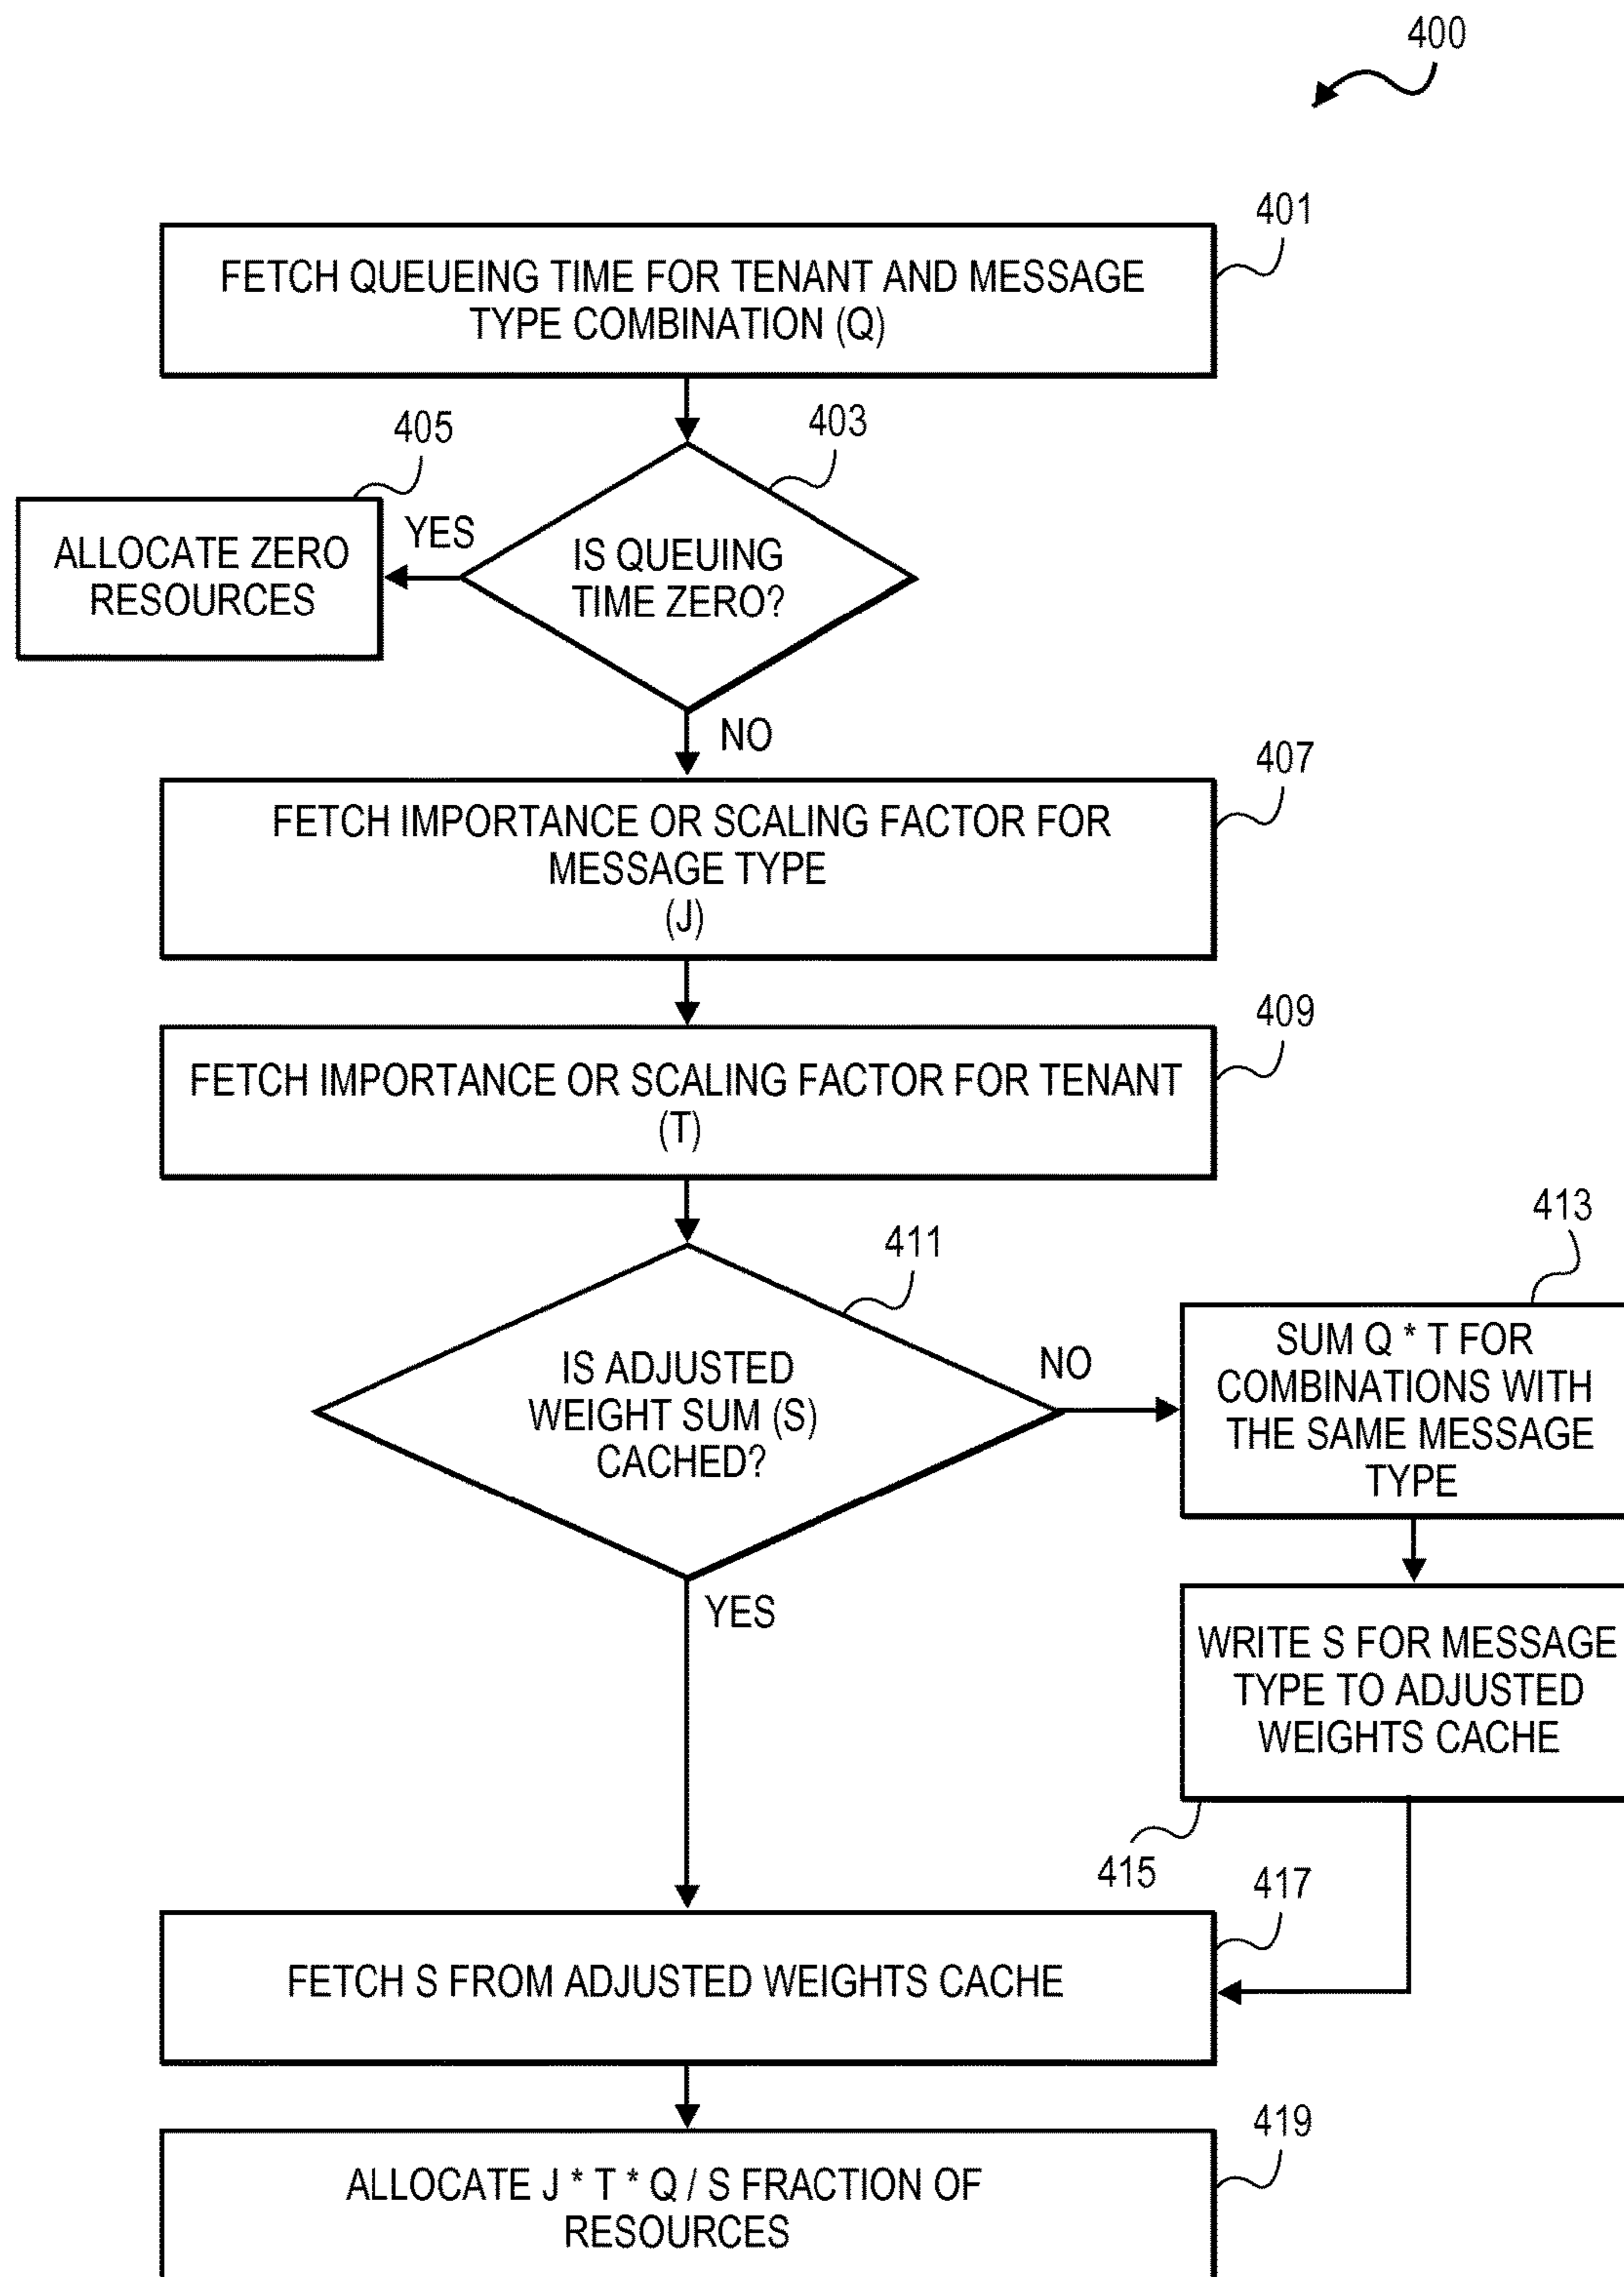 400
401
FETCH QUEUEING TIME FOR TENANT AND MESSAGE
TYPE COMBINATION (Q)
405
403
ALLOCATE ZERO
RESOURCES
YES
IS QUEUING
TIME ZERO?
NO
407
FETCH IMPORTANCE OR SCALING FACTOR FOR
MESSAGE TYPE
(J)
409
FETCH IMPORTANCE OR SCALING FACTOR FOR TENANT
(T)
411
413
IS ADJUSTED
WEIGHT SUM (S)
CACHED?
NO
SUM Q * T FOR
COMBINATIONS WITH
THE SAME MESSAGE
TYPE
YES
WRITE S FOR MESSAGE
TYPE TO ADJUSTED
WEIGHTS CACHE
415
417
FETCH S FROM ADJUSTED WEIGHTS CACHE
419
ALLOCATE J * T * Q / S FRACTION OF
RESOURCES